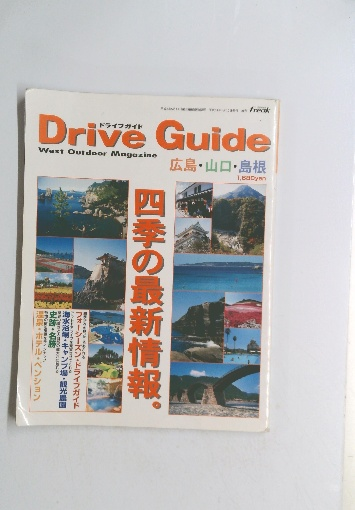 Freak
ドライブガイド
Drive Guide
West Outdoor Magazine
広島・山口・島根
1,680yen
四季の最新情報。
フォーシーズン・ドライブガイド
海水浴場・キャンプ場・観光農園
史跡・名勝
温泉・ホテル・ペンション